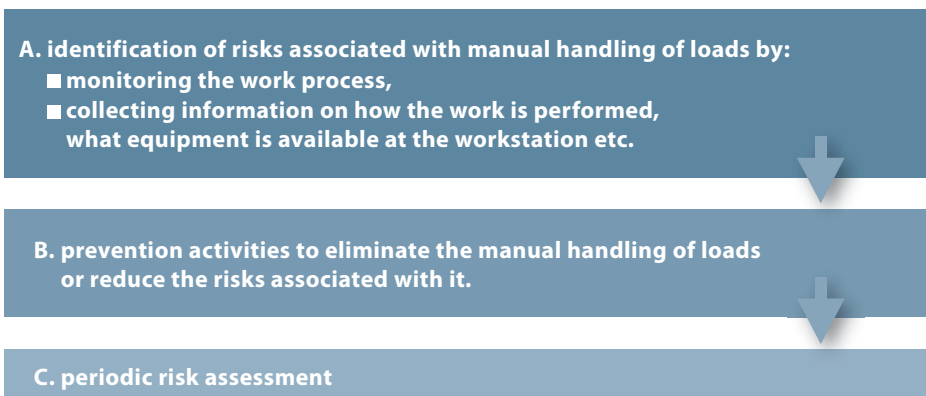 A. identification of risks associated with manual handling of loads by:
■ monitoring the work process,
■ collecting information on how the work is performed,
what equipment is available at the workstation etc.
B. prevention activities to eliminate the manual handling of loads
or reduce the risks associated with it.
C. periodic risk assessment